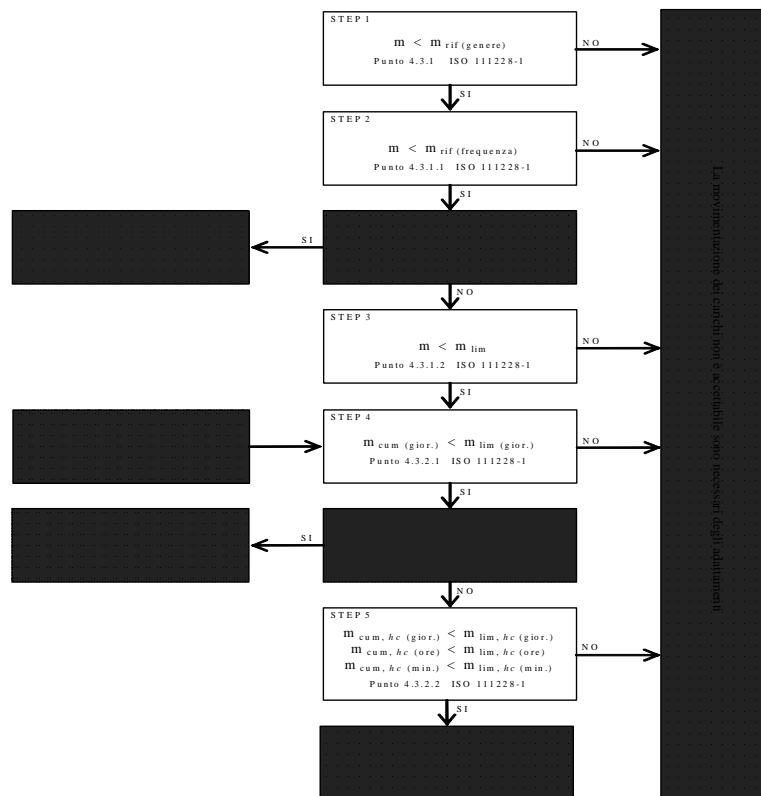 STEP 1
m < m rif (genere)
Punto 4.3.1 ISO 111228-1
NO
SI
STEP 2
m < m rif (frequenza)
Punto 4.3.1.1 ISO 111228-1
NO
SI
SI
NO
STEP 3
m < m lim
Punto 4.3.1.2 ISO 111228-1
NO
SI
STEP 4
m cum (gior.) < m lim (gior.)
Punto 4.3.2.1 ISO 111228-1
NO
SI
SI
NO
STEP 5
m cum, hc (gior.) < m lim, hc (gior.)
m cum, hc (ore) < m lim, hc (ore)
m cum, hc (min.) < m lim, hc (min.)
Punto 4.3.2.2 ISO 111228-1
NO
SI
La movimentazione dei carichi non è accettabile sono necessari degli adattamenti